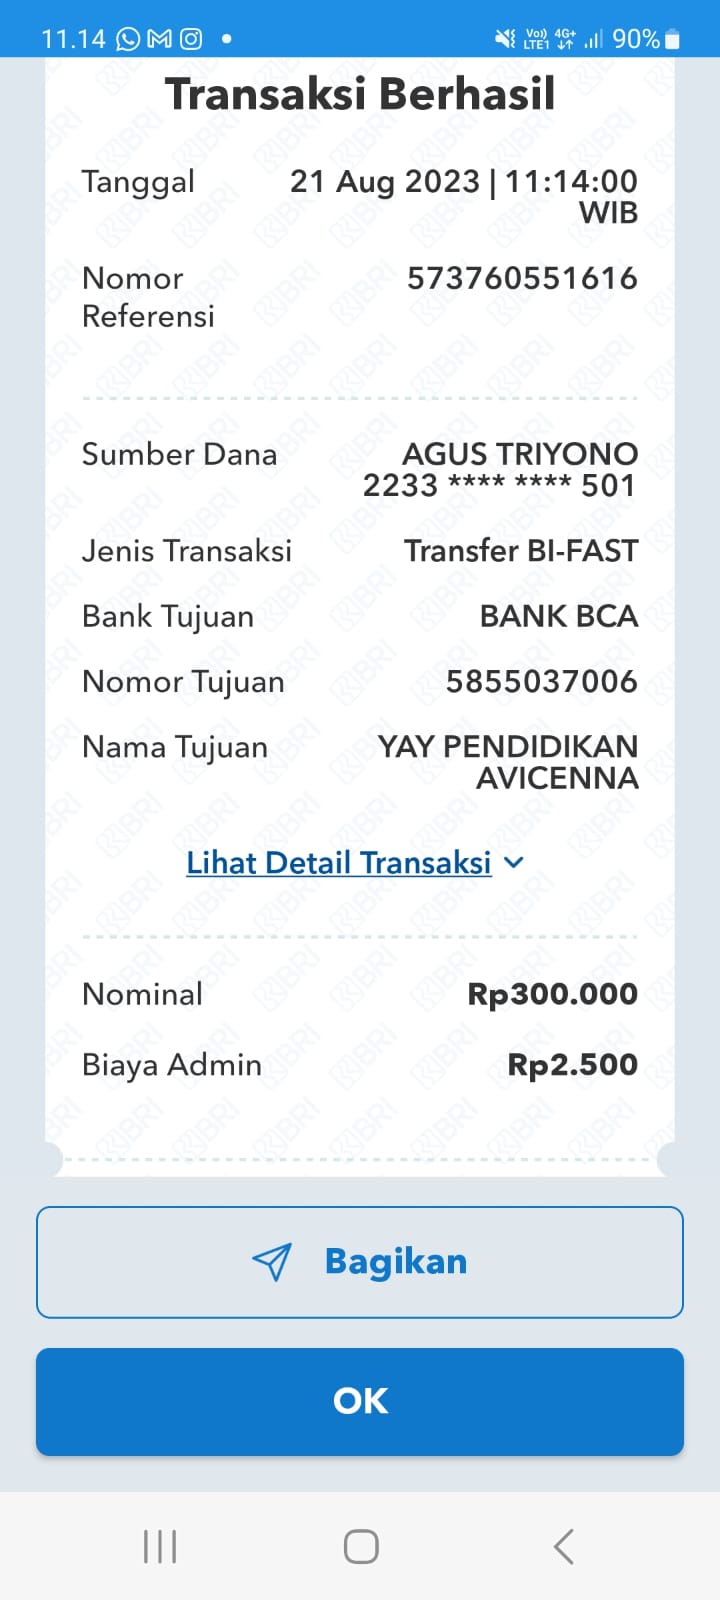 11.14
Vo)) 4G+
LTE1
90%
Transaksi Berhasil
Tanggal 21 Aug 2023 | 11:14:00
WIB
Nomor 573760551616
Referensi
Sumber Dana AGUS TRIYONO
2233 **** **** 501
Jenis Transaksi Transfer BI-FAST
Bank Tujuan BANK BCA
Nomor Tujuan 5855037006
Nama Tujuan YAY PENDIDIKAN
AVICENNA
Lihat Detail Transaksi
Nominal Rp300.000
Biaya Admin Rp2.500
Bagikan
OK